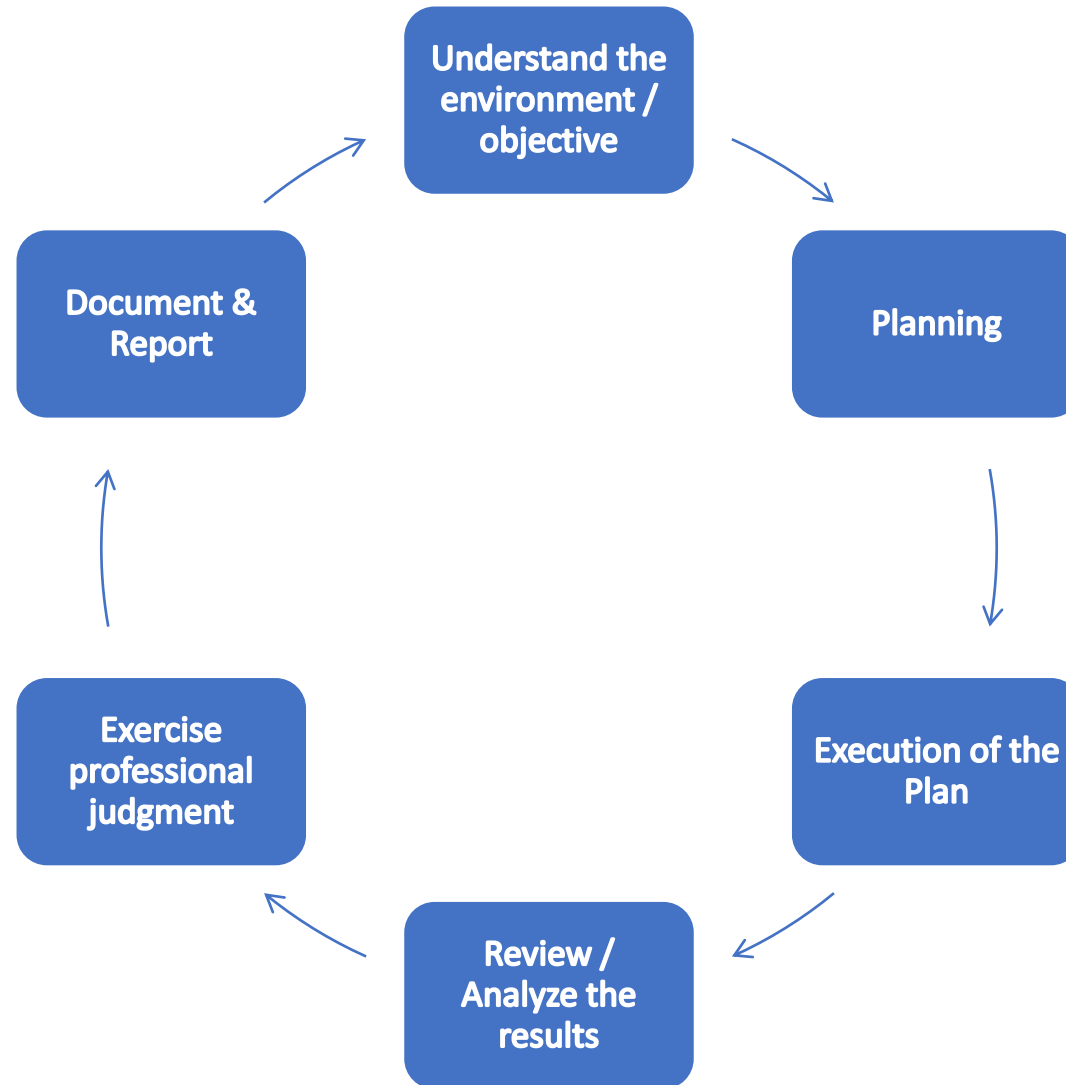 Understand the
environment /
objective
Planning
Execution of the
Plan
Review /
Analyze the
results
Exercise
professional
judgment
Document &
Report